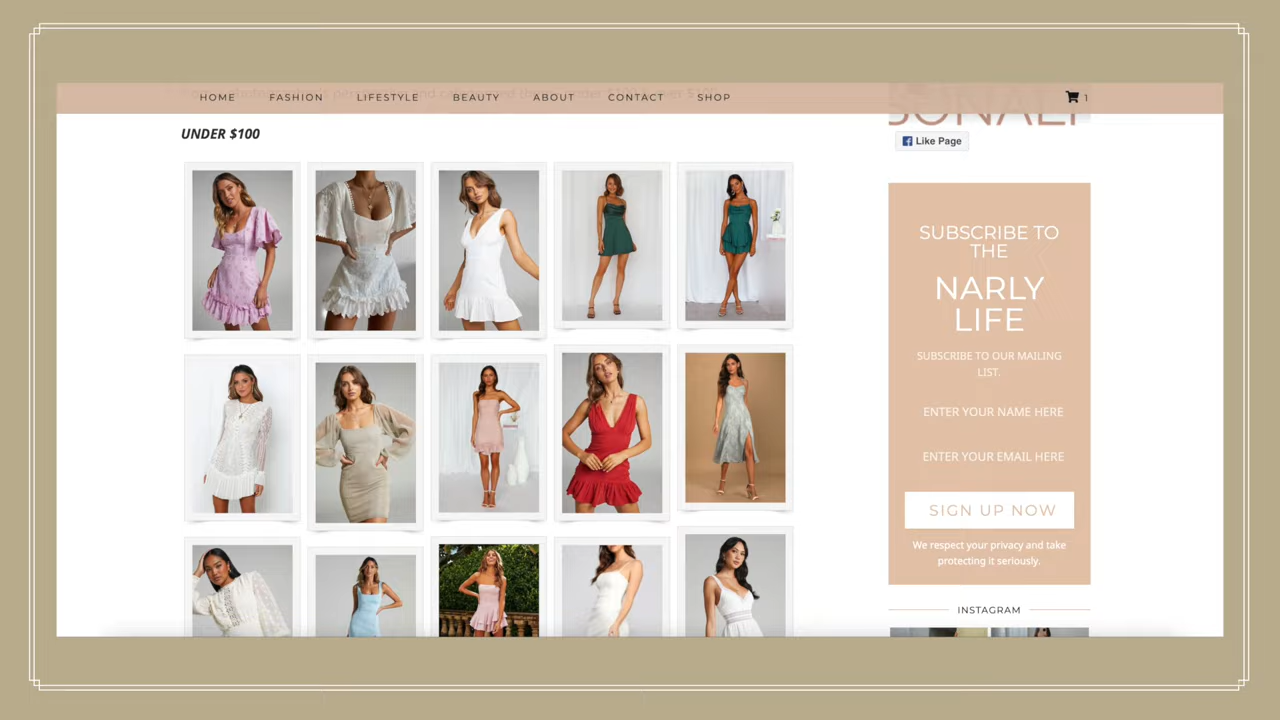 HOME FASHION LIFESTYLE BEAUTY ABOUT CONTACT SHOP 1
UNDER $100
Like Page
SUBSCRIBE TO
THE
NARLY
LIFE
SUBSCRIBE TO OUR MAILING
LIST.
ENTER YOUR NAME HERE
ENTER YOUR EMAIL HERE
SIGN UP NOW
We respect your privacy and take
protecting it seriously.
INSTAGRAM